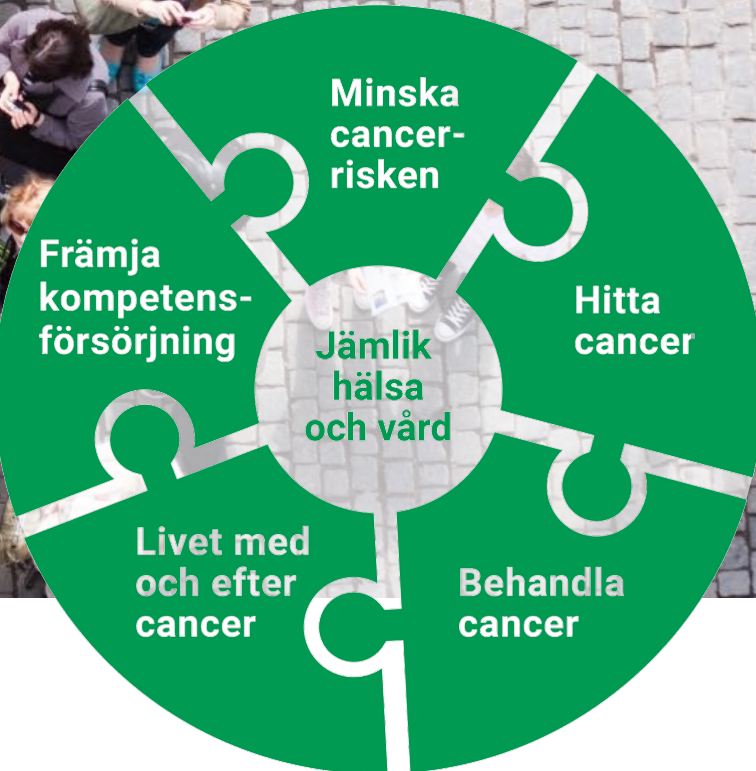 Minska
cancer-
risken
Hitta
cancer
Behandla
cancer
Livet med
och efter
cancer
Främja
kompetens-
försörjning
Jämlik
hälsa
och vård